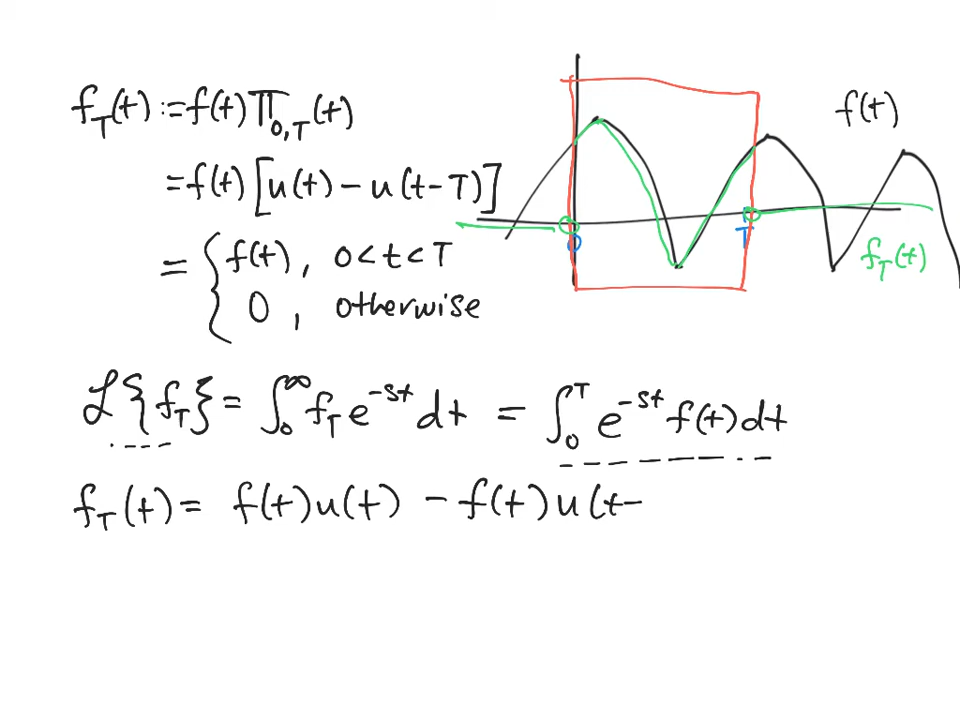 f_T(t) := f(t) Π_{0,T}(t)
= f(t) [u(t) − u(t-T)]
= { f(t), 0<t<T
0, otherwise
ℒ{f_T} = ∫_0^∞ f_T e^{-st} dt = ∫_0^T e^{-st} f(t) dt
f_T(t) = f(t)u(t) − f(t)u(t−
f(t)
0
T
f_T(t)